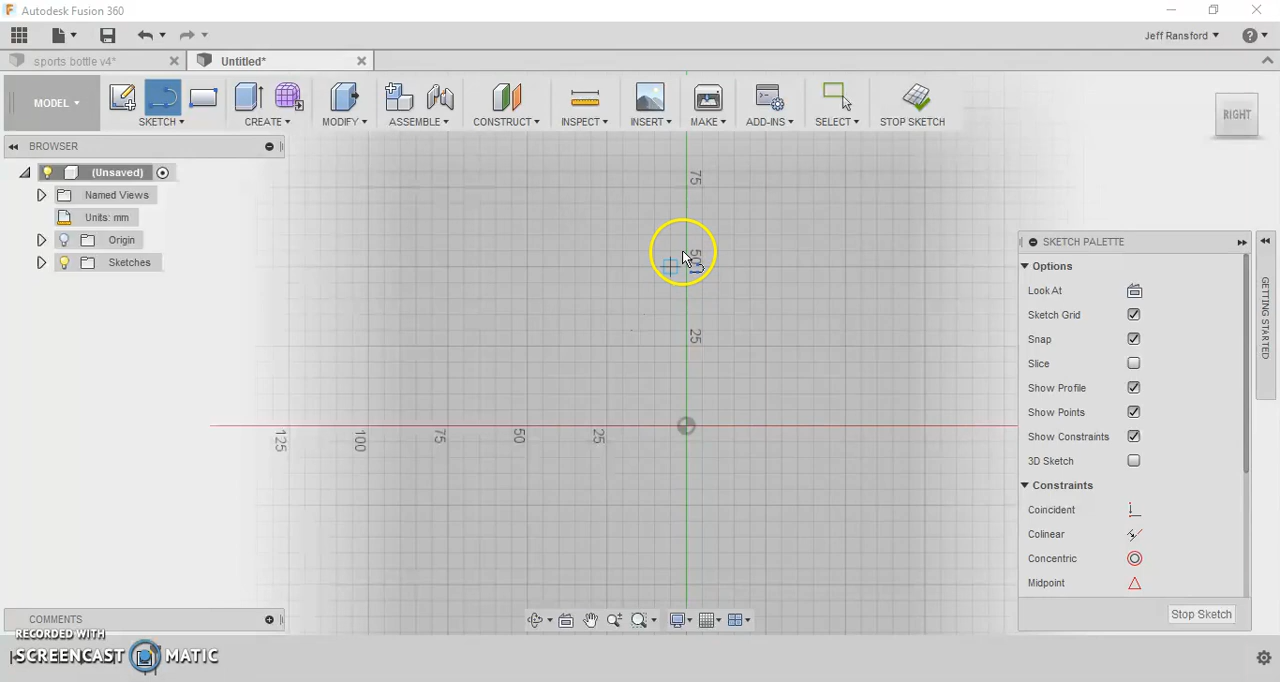 Autodesk Fusion 360
Jeff Ransford
sports bottle v4*
Untitled*
MODEL
SKETCH
CREATE
MODIFY
ASSEMBLE
CONSTRUCT
INSPECT
INSERT
MAKE
ADD-INS
SELECT
STOP SKETCH
RIGHT
BROWSER
(Unsaved)
Named Views
Units: mm
Origin
Sketches
75
50
25
125
100
75
50
25
SKETCH PALETTE
Options
Look At
Sketch Grid
Snap
Slice
Show Profile
Show Points
Show Constraints
3D Sketch
Constraints
Coincident
Colinear
Concentric
Midpoint
Stop Sketch
GETTING STARTED
COMMENTS
RECORDED WITH
SCREENCAST MATIC